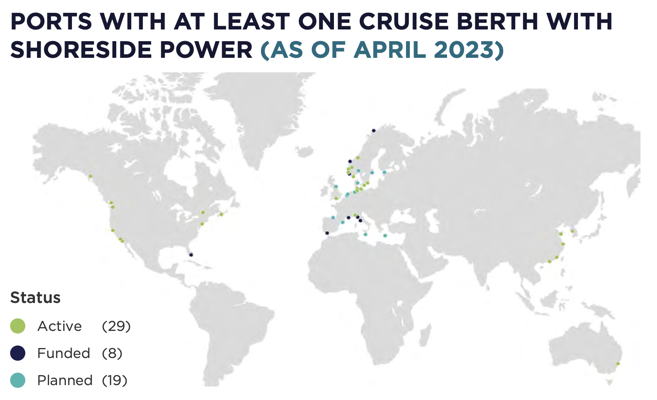 PORTS WITH AT LEAST ONE CRUISE BERTH WITH
SHORESIDE POWER (AS OF APRIL 2023)
Status
Active (29)
Funded (8)
Planned (19)